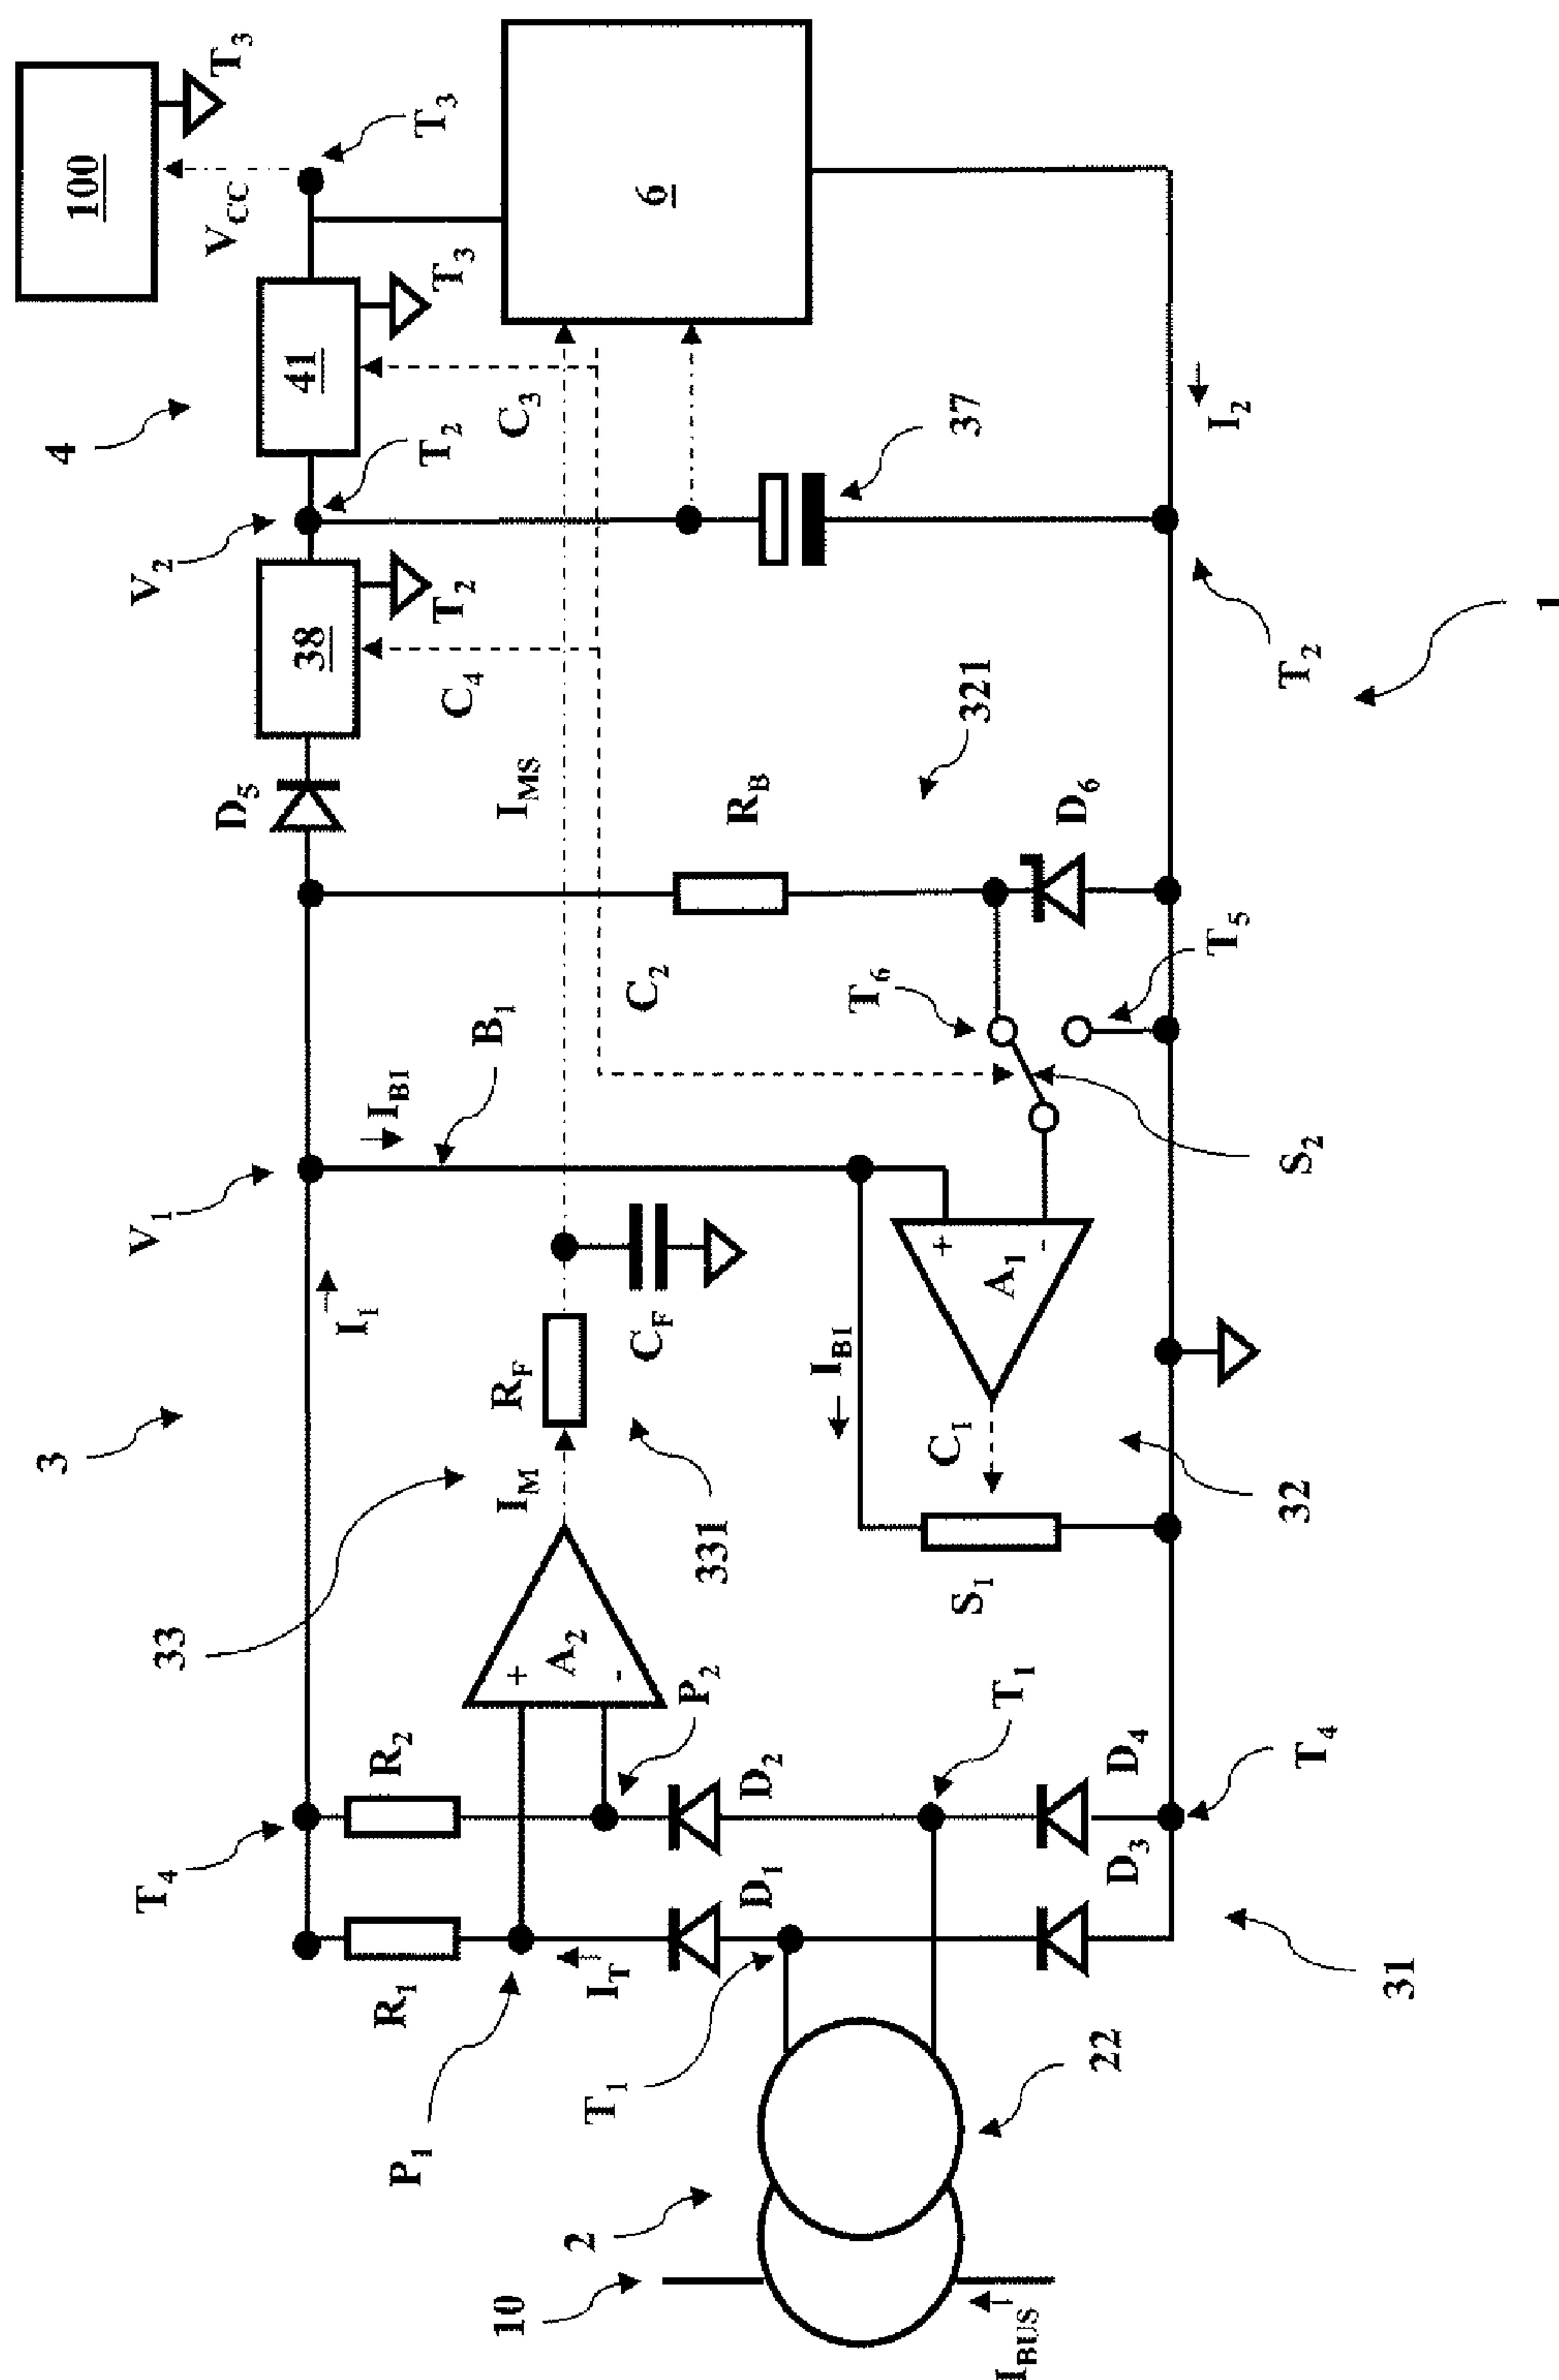 100
T3
VCC
T3
4
41
T3
6
C3
T2
V2
38
T2
C4
37
I2
T2
1
D5
IMS
RB
321
D6
C2
T6
T5
B1
IB1
V1
S2
I1
3
33
RF
IM
CF
331
+
-
A1
IB1
C1
32
S1
R2
+
A2
-
P2
D2
T1
D4
T4
T4
R1
IT
D1
D3
31
P1
T1
22
2
10
IBUS